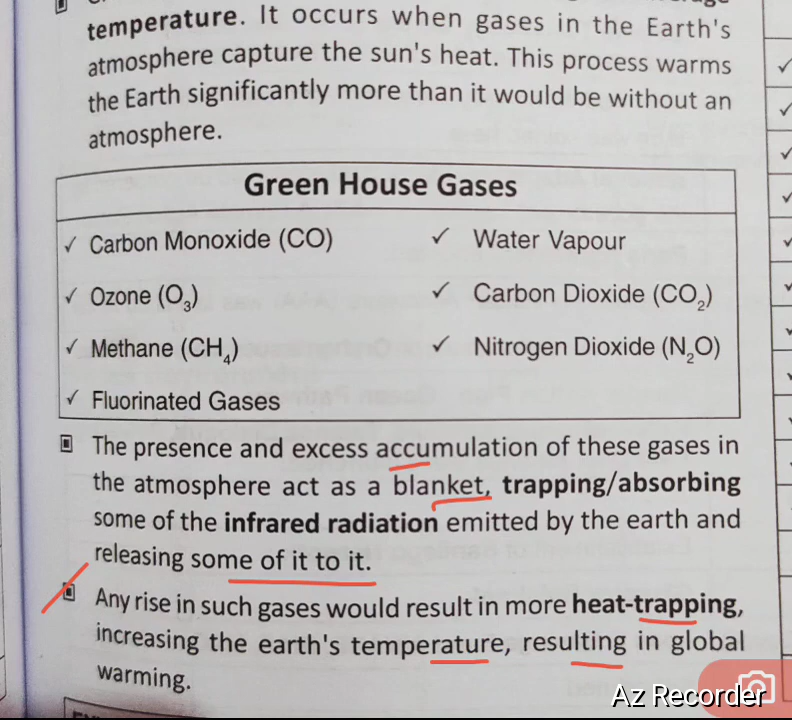 temperature. It occurs when gases in the Earth's
atmosphere capture the sun's heat. This process warms
the Earth significantly more than it would be without an
atmosphere.
Green House Gases
✓ Carbon Monoxide (CO)
✓ Water Vapour
✓ Ozone (O₃)
✓ Carbon Dioxide (CO₂)
✓ Methane (CH₄)
✓ Nitrogen Dioxide (N₂O)
✓ Fluorinated Gases
The presence and excess accumulation of these gases in
the atmosphere act as a blanket, trapping/absorbing
some of the infrared radiation emitted by the earth and
releasing some of it to it.
Any rise in such gases would result in more heat-trapping,
increasing the earth's temperature, resulting in global
warming.
Az Recorder